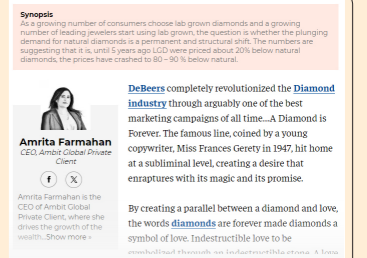 Synopsis
As a growing number of consumers choose lab grown diamonds and a growing
number of leading jewelers start using lab grown, the question is whether the plunging
demand for natural diamonds is a permanent and structural shift. The numbers are
suggesting that it is, until 5 years ago LGD were priced about 20% below natural
diamonds, the prices have crashed to 80 – 90 % below natural.
Amrita Farmahan
CEO, Ambit Global Private
Client
Amrita Farmahan is the
CEO of Ambit Global
Private Client, where she
drives the growth of the
wealth...Show more »
DeBeers completely revolutionized the Diamond
industry through arguably one of the best
marketing campaigns of all time...A Diamond is
Forever. The famous line, coined by a young
copywriter, Miss Frances Gerety in 1947, hit home
at a subliminal level, creating a desire that
enraptures with its magic and its promise.
By creating a parallel between a diamond and love,
the words diamonds are forever made diamonds a
symbol of love. Indestructible love to be
symbolized through an indestructible stone. A love